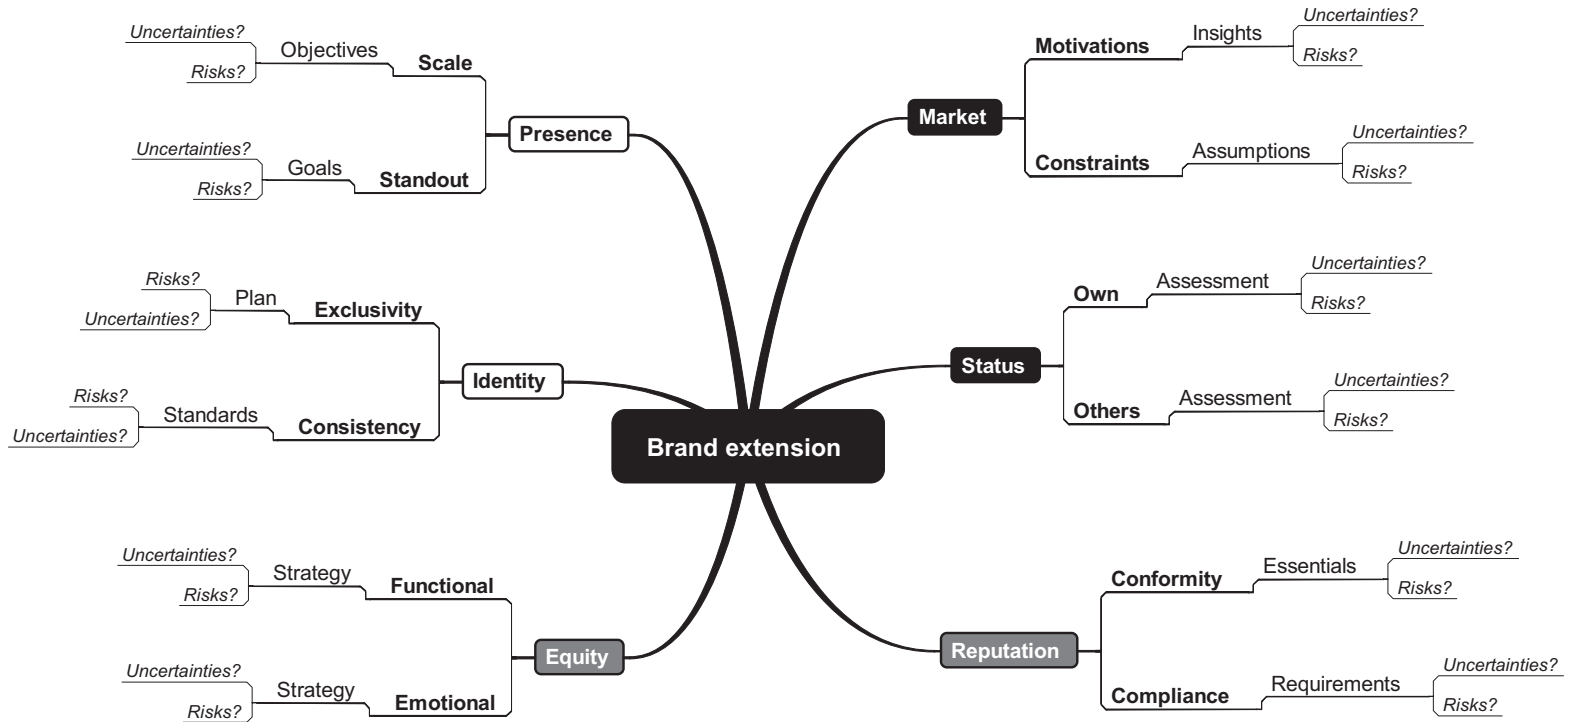 Brand extension
Presence
Scale
Objectives
Uncertainties?
Risks?
Standout
Goals
Uncertainties?
Risks?
Identity
Exclusivity
Plan
Risks?
Uncertainties?
Consistency
Standards
Risks?
Uncertainties?
Equity
Functional
Strategy
Uncertainties?
Risks?
Emotional
Strategy
Uncertainties?
Risks?
Market
Motivations
Insights
Uncertainties?
Risks?
Constraints
Assumptions
Uncertainties?
Risks?
Status
Own
Assessment
Uncertainties?
Risks?
Others
Assessment
Uncertainties?
Risks?
Reputation
Conformity
Essentials
Uncertainties?
Risks?
Compliance
Requirements
Uncertainties?
Risks?